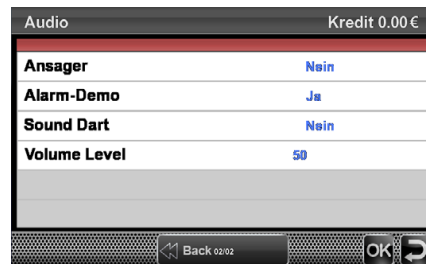 Audio Kredit 0.00€
Ansager Nein
Alarm-Demo Ja
Sound Dart Nein
Volume Level 50
Back 02/02 OK